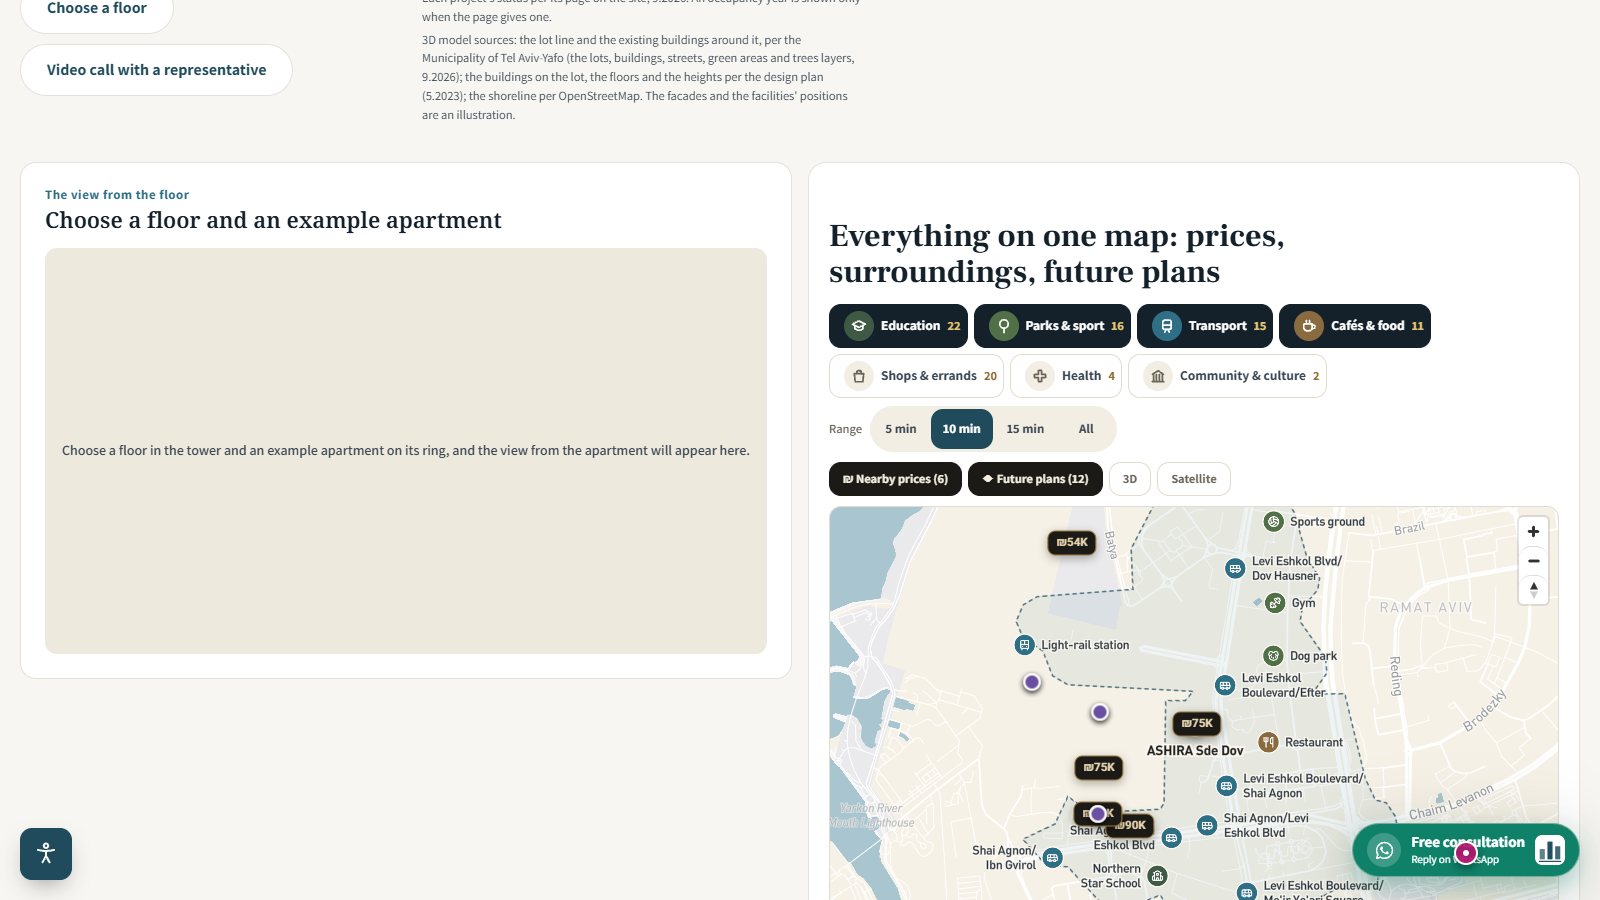 Choose a floor
Video call with a representative
when the page gives one.
3D model sources: the lot line and the existing buildings around it, per the
Municipality of Tel Aviv-Yafo (the lots, buildings, streets, green areas and trees layers,
9.2026); the buildings on the lot, the floors and the heights per the design plan
(5.2023); the shoreline per OpenStreetMap. The facades and the facilities' positions
are an illustration.
The view from the floor
Choose a floor and an example apartment
Choose a floor in the tower and an example apartment on its ring, and the view from the apartment will appear here.
Everything on one map: prices,
surroundings, future plans
Education 22
Parks & sport 16
Transport 15
Cafés & food 11
Shops & errands 20
Health 4
Community & culture 2
Range
5 min
10 min
15 min
All
₪ Nearby prices (6)
Future plans (12)
3D
Satellite
Sports ground
Brazil
₪54K
Batya
Levi Eshkol Blvd/
Dov Hausner
Gym
RAMAT AVIV
Light-rail station
Dog park
Reding
Levi Eshkol
Boulevard/Efter
Brodezky
₪75K
ASHIRA Sde Dov
Restaurant
₪75K
Levi Eshkol Boulevard/
Shai Agnon
Chaim Levanon
Yarkon River
Mouth Lighthouse
₪90K
Eshkol Blvd
Shai Agnon/Levi
Eshkol Blvd
Shai Agnon/
Ibn Gvirol
Northern
Star School
Levi Eshkol Boulevard/
Free consultation
Reply on